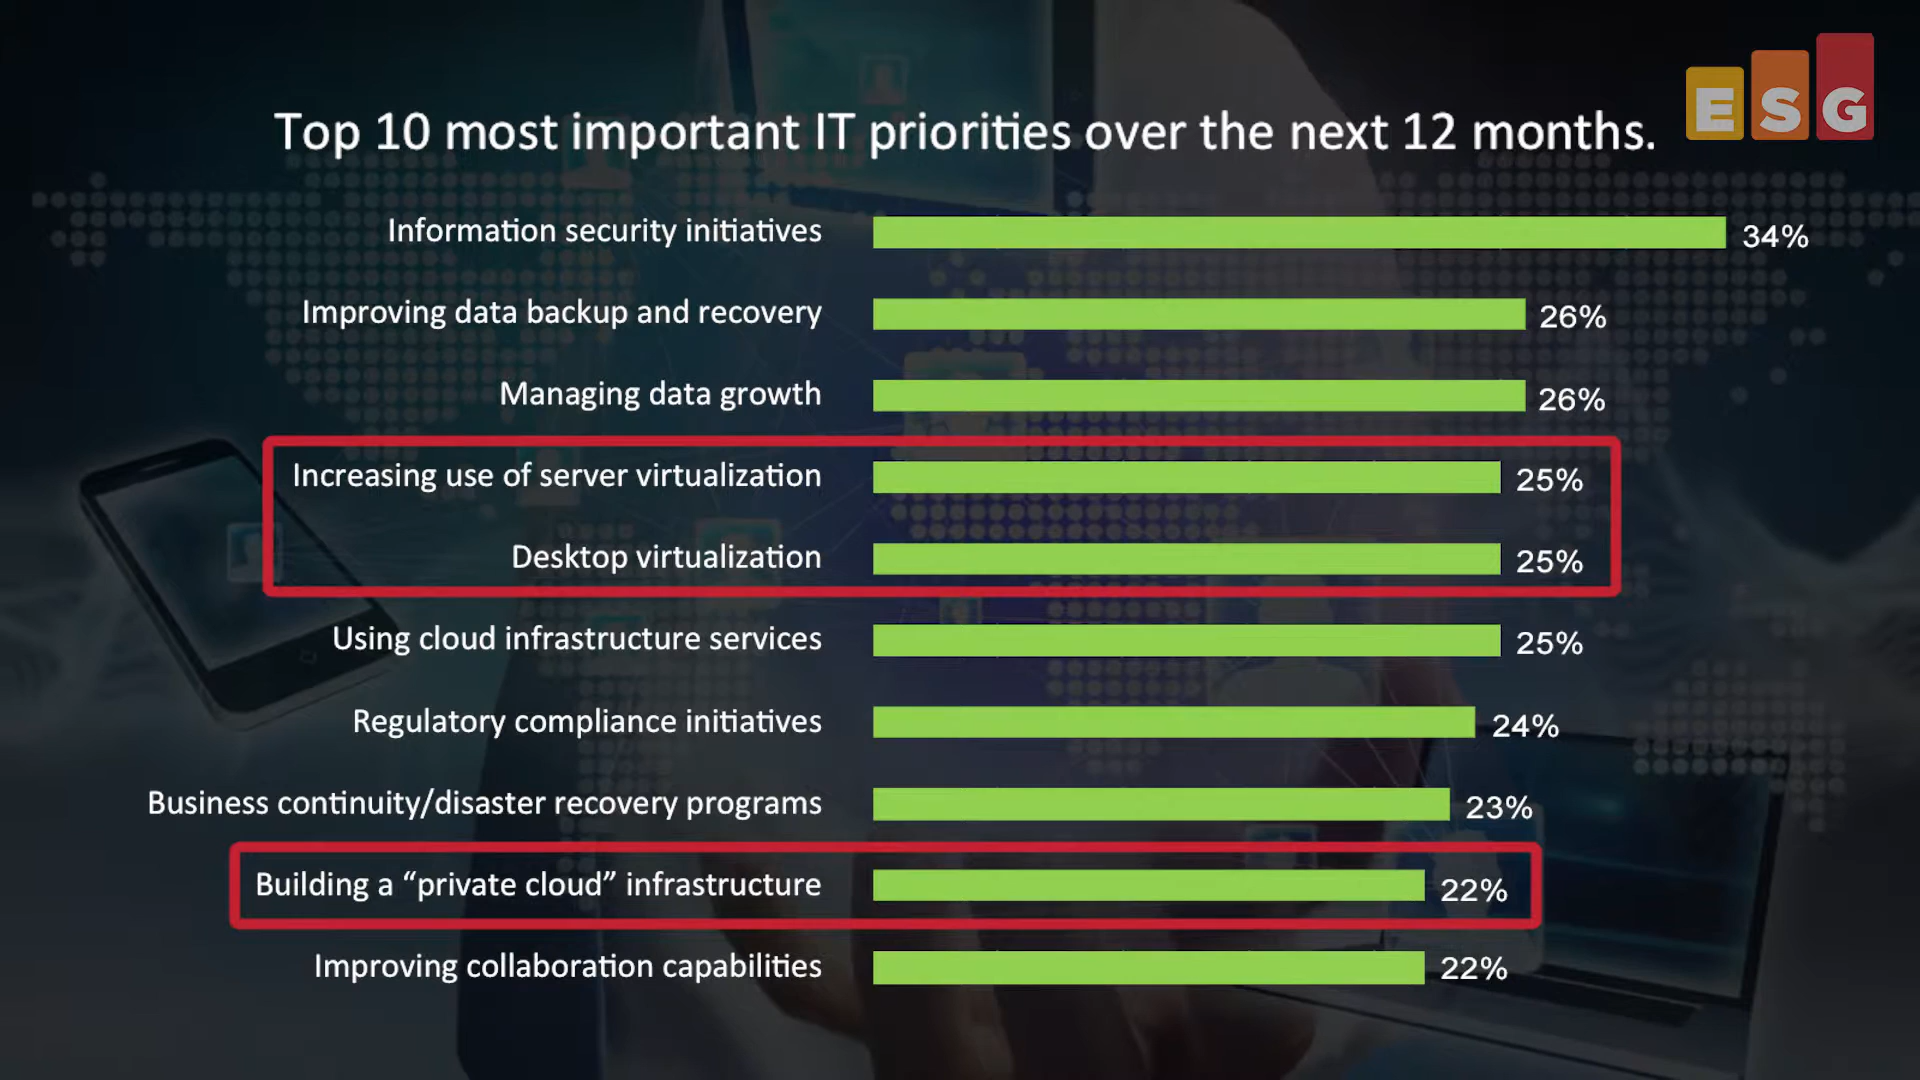 ESG
Top 10 most important IT priorities over the next 12 months.
Information security initiatives 34%
Improving data backup and recovery 26%
Managing data growth 26%
Increasing use of server virtualization 25%
Desktop virtualization 25%
Using cloud infrastructure services 25%
Regulatory compliance initiatives 24%
Business continuity/disaster recovery programs 23%
Building a “private cloud” infrastructure 22%
Improving collaboration capabilities 22%